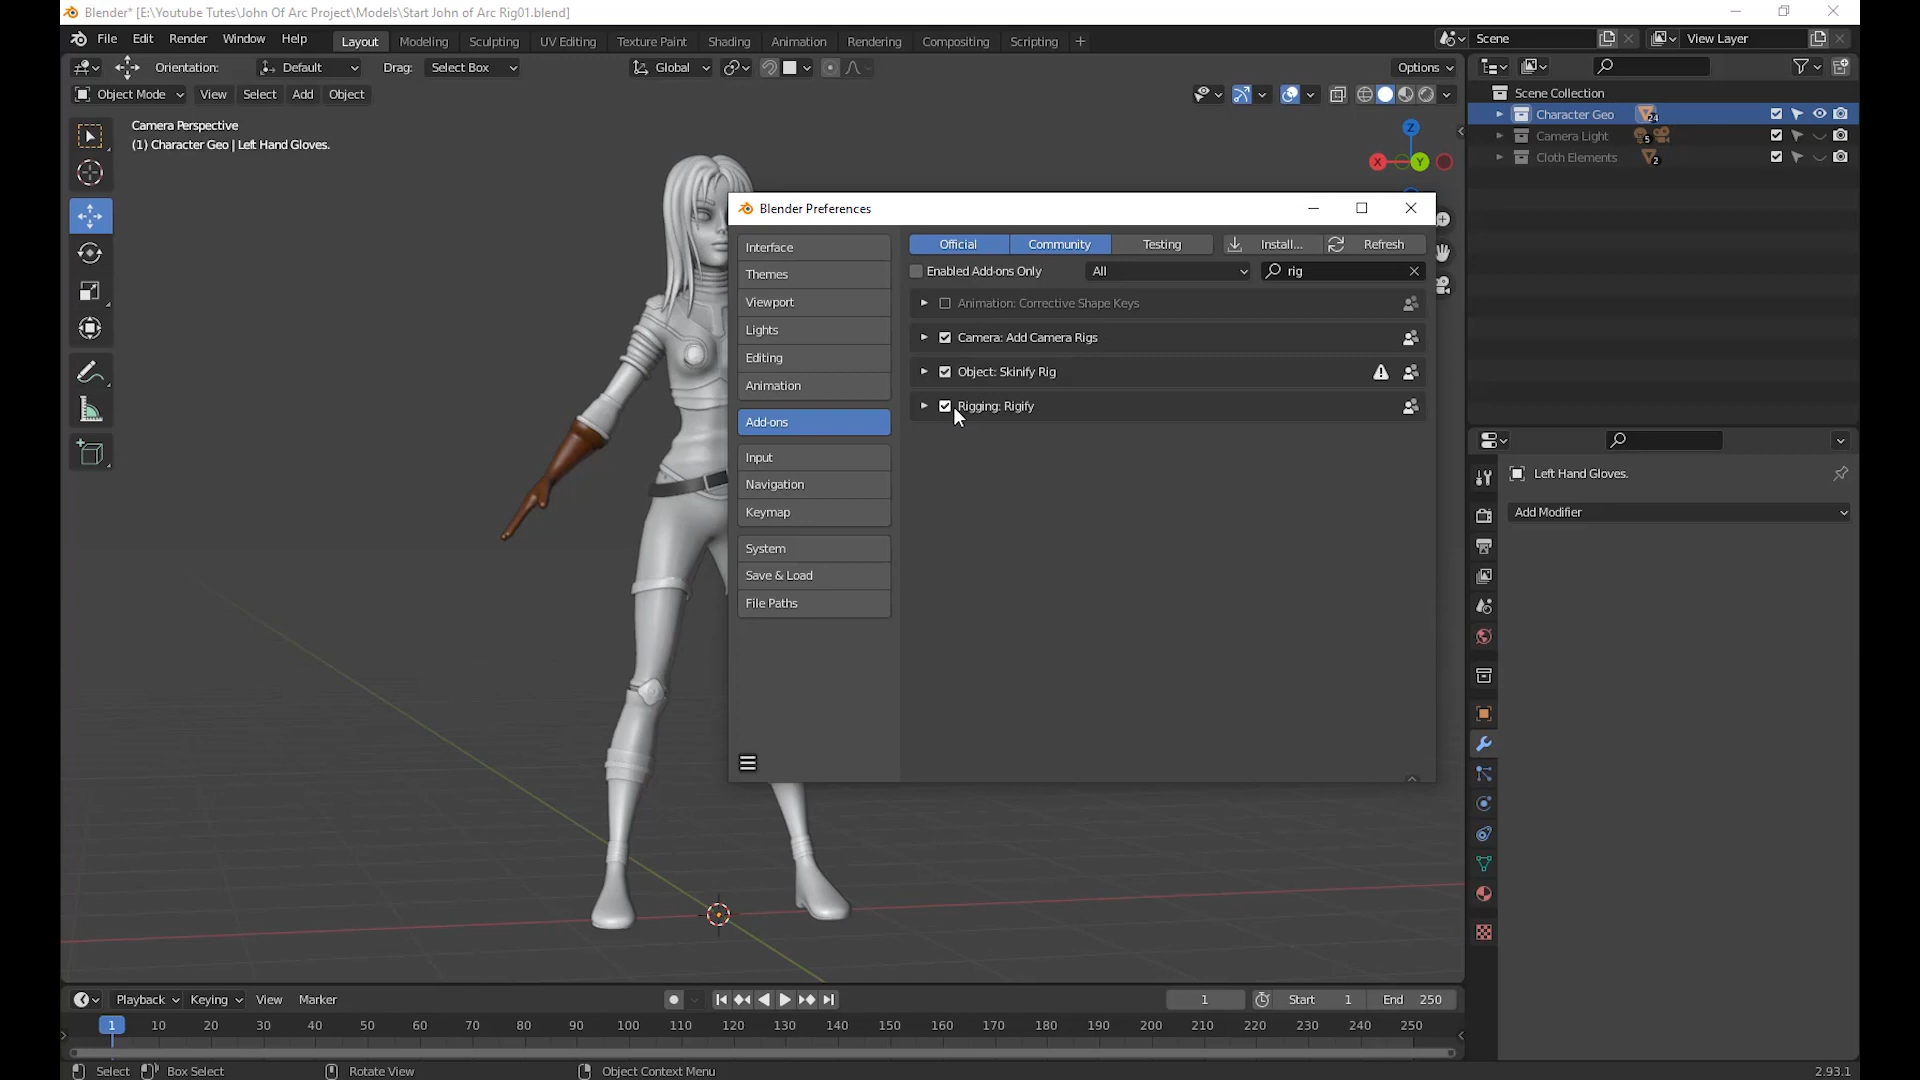 Blender* [E:\Youtube Tutes\John Of Arc Project\Models\Start John of Arc Rig01.blend]
File Edit Render Window Help Layout Modeling Sculpting UV Editing Texture Paint Shading Animation Rendering Compositing Scripting + Scene View Layer
Orientation: Default Drag: Select Box Global Options
Object Mode View Select Add Object
Scene Collection
Character Geo 24
Camera Light 5
Cloth Elements 2
Camera Perspective
(1) Character Geo | Left Hand Gloves.
Z
X Y
Blender Preferences
Interface
Themes
Viewport
Lights
Editing
Animation
Add-ons
Input
Navigation
Keymap
System
Save & Load
File Paths
Official Community Testing Install... Refresh
Enabled Add-ons Only All rig
Animation: Corrective Shape Keys
Camera: Add Camera Rigs
Object: Skinify Rig
Rigging: Rigify
Left Hand Gloves.
Add Modifier
Playback Keying View Marker 1 Start 1 End 250
1 10 20 30 40 50 60 70 80 90 100 110 120 130 140 150 160 170 180 190 200 210 220 230 240 250
Select Box Select Rotate View Object Context Menu 2.93.1